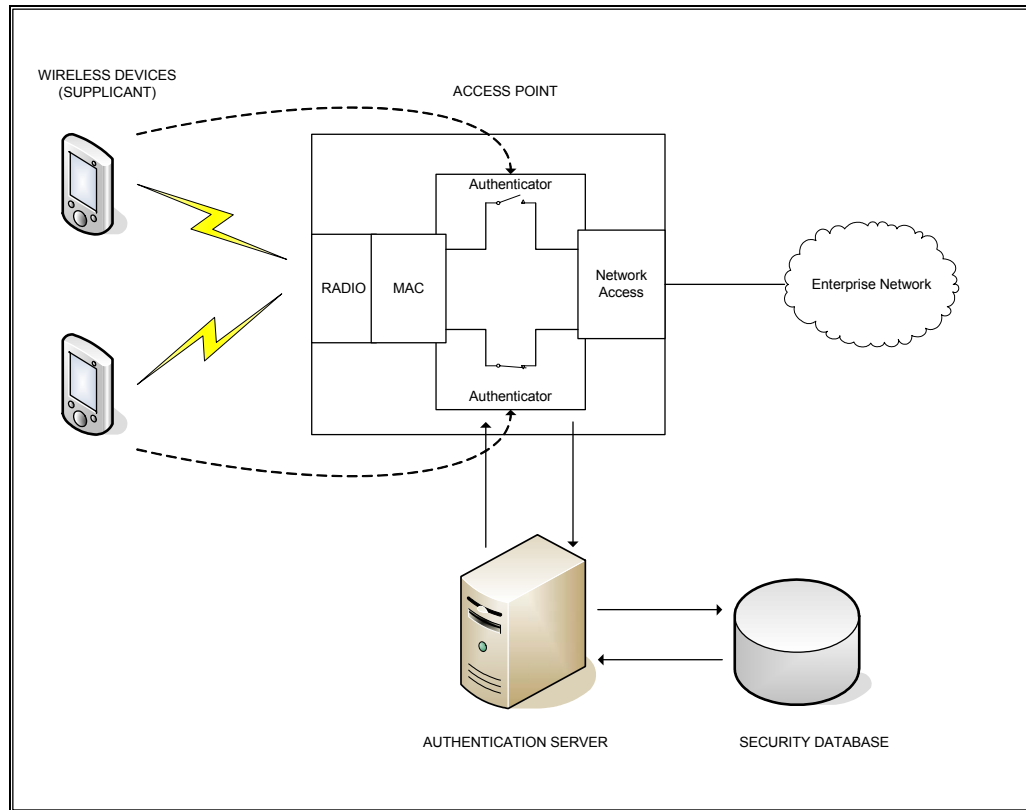 WIRELESS DEVICES
(SUPPLICANT)
ACCESS POINT
Authenticator
RADIO
MAC
Network
Access
Enterprise Network
Authenticator
AUTHENTICATION SERVER
SECURITY DATABASE